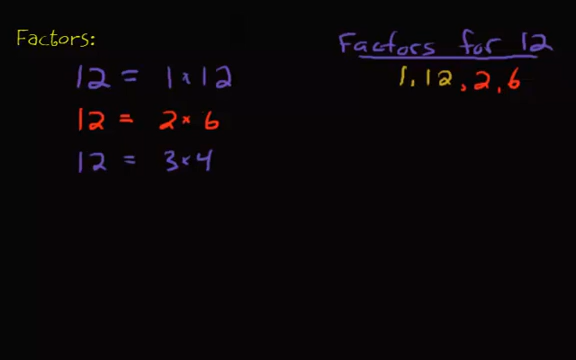 Factors:
Factors for 12
12 = 1 × 12
1, 12, 2, 6
12 = 2 × 6
12 = 3 × 4